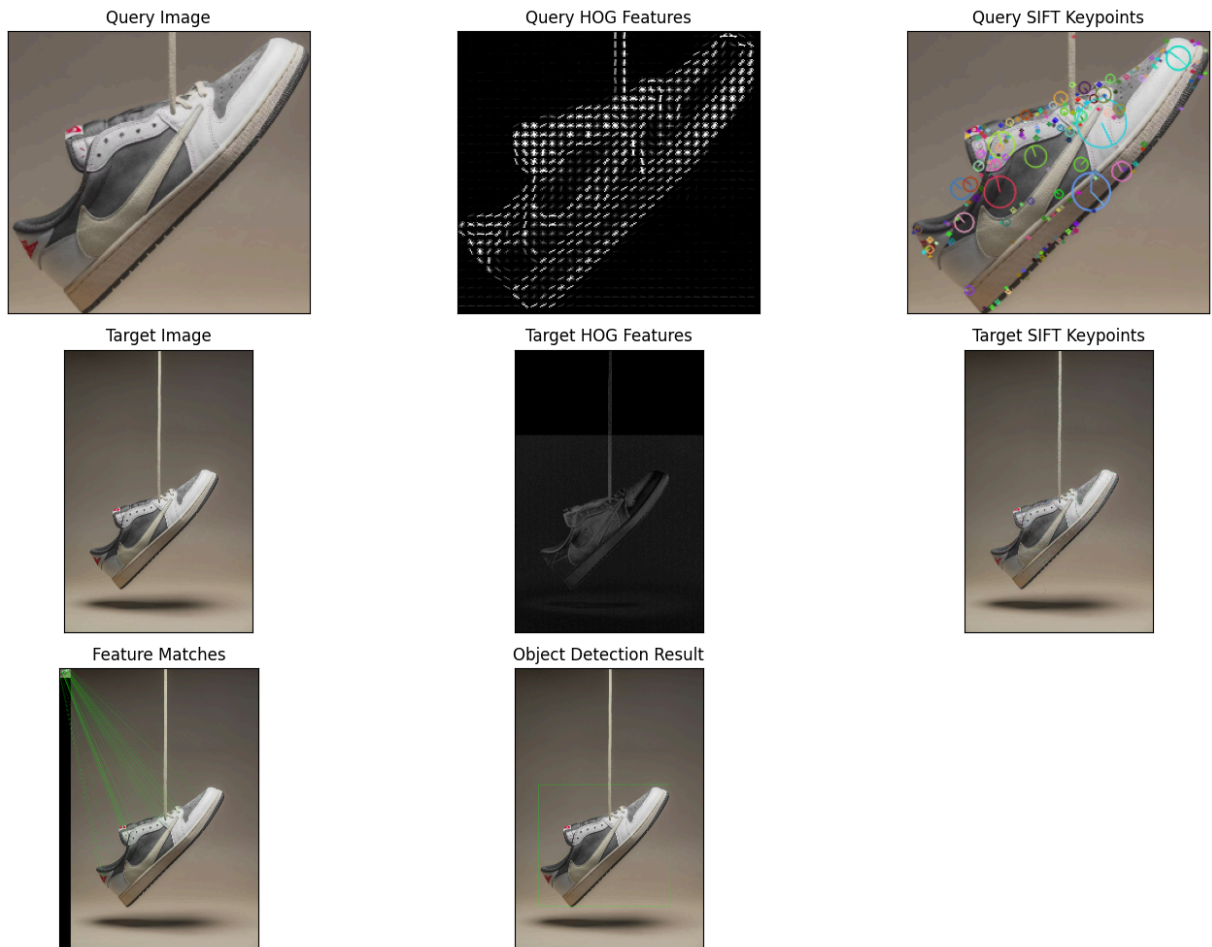 Query Image
Query HOG Features
Query SIFT Keypoints
Target Image
Target HOG Features
Target SIFT Keypoints
Feature Matches
Object Detection Result